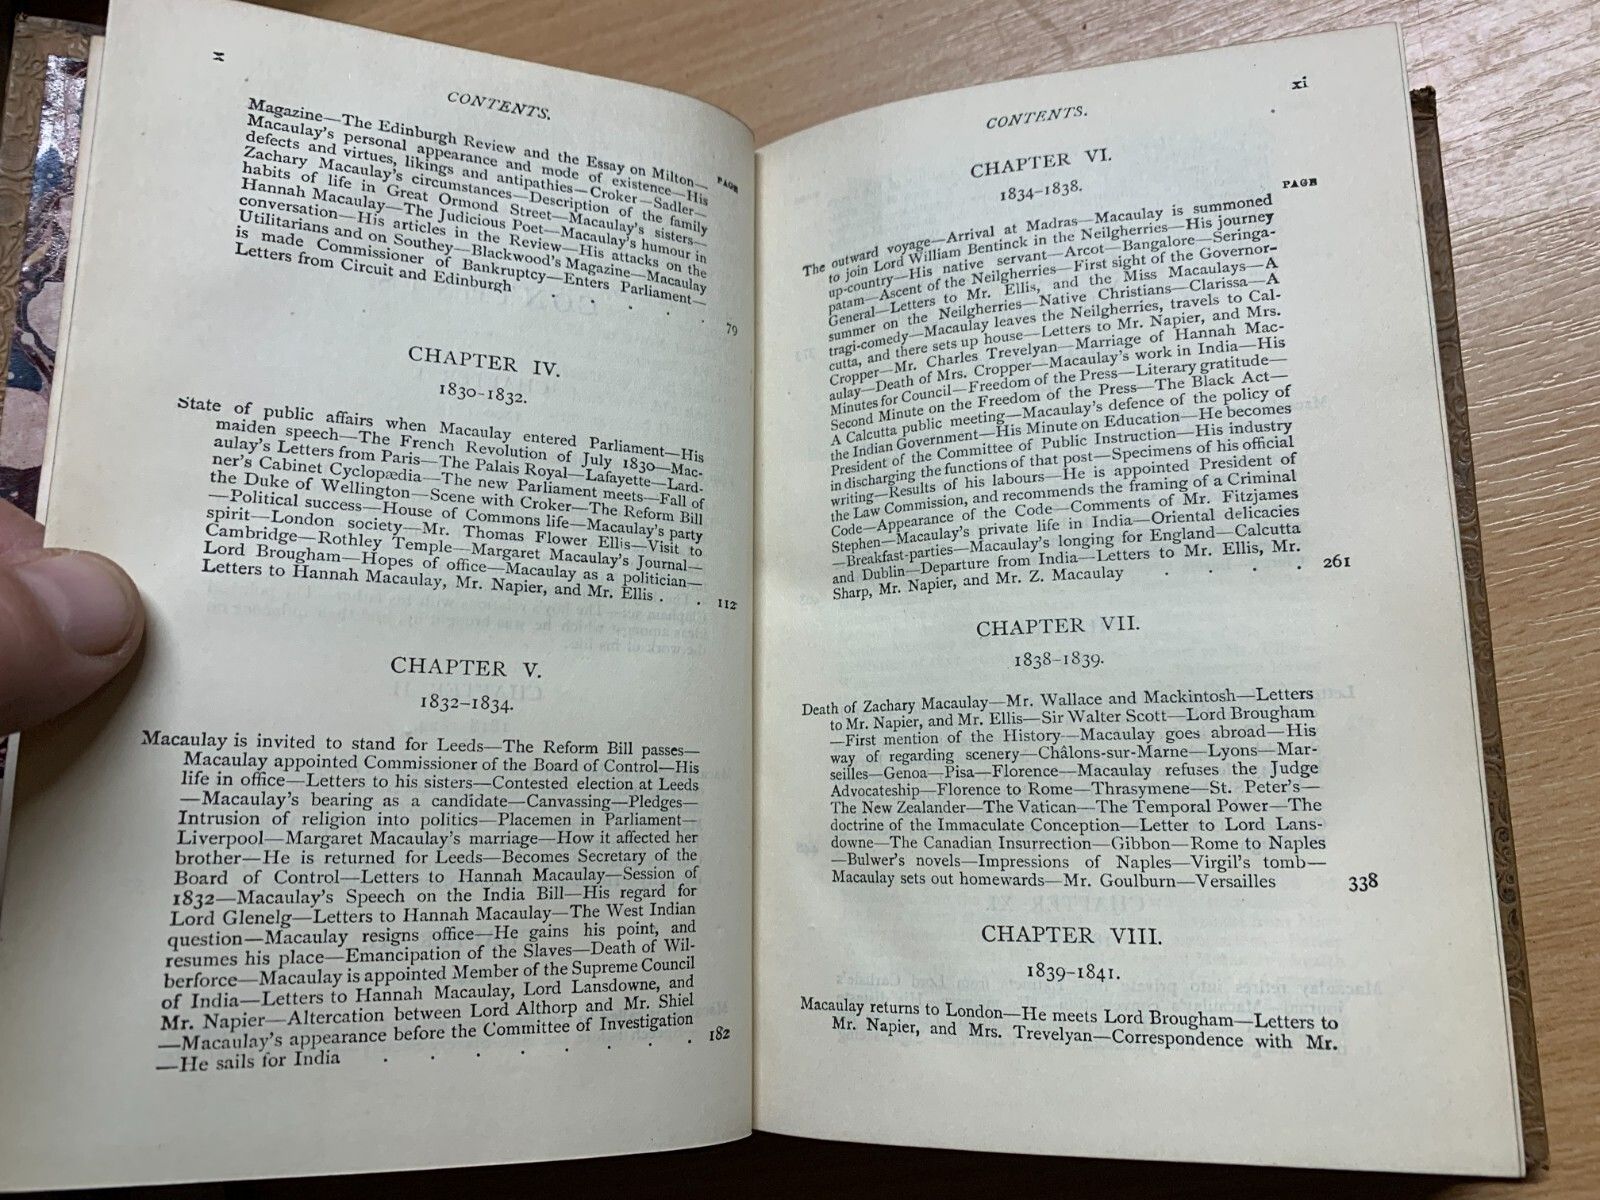 x
CONTENTS.
PAGE
Magazine—The Edinburgh Review and the Essay on Milton—
Macaulay's personal appearance and mode of existence—His
defects and virtues, likings and antipathies—Croker—Sadler—
Zachary Macaulay's circumstances—Description of the family
habits of life in Great Ormond Street—Macaulay's sisters—
Hannah Macaulay—The Judicious Poet—Macaulay's humour in
conversation—His articles in the Review—His attacks on the
Utilitarians and on Southey—Blackwood's Magazine—Macaulay
is made Commissioner of Bankruptcy—Enters Parliament—
Letters from Circuit and Edinburgh . . . . . 79
CHAPTER IV.
1830-1832.
State of public affairs when Macaulay entered Parliament—His
maiden speech—The French Revolution of July 1830—Mac-
aulay's Letters from Paris—The Palais Royal—Lafayette—Lard-
ner's Cabinet Cyclopædia—The new Parliament meets—Fall of
the Duke of Wellington—Scene with Croker—The Reform Bill
—Political success—House of Commons life—Macaulay's party
spirit—London society—Mr. Thomas Flower Ellis—Visit to
Cambridge—Rothley Temple—Margaret Macaulay's Journal—
Lord Brougham—Hopes of office—Macaulay as a politician—
Letters to Hannah Macaulay, Mr. Napier, and Mr. Ellis . . 112
CHAPTER V.
1832-1834.
Macaulay is invited to stand for Leeds—The Reform Bill passes—
Macaulay appointed Commissioner of the Board of Control—His
life in office—Letters to his sisters—Contested election at Leeds
—Macaulay's bearing as a candidate—Canvassing—Pledges—
Intrusion of religion into politics—Placemen in Parliament—
Liverpool—Margaret Macaulay's marriage—How it affected her
brother—He is returned for Leeds—Becomes Secretary of the
Board of Control—Letters to Hannah Macaulay—Session of
1832—Macaulay's Speech on the India Bill—His regard for
Lord Glenelg—Letters to Hannah Macaulay—The West Indian
question—Macaulay resigns office—He gains his point, and
resumes his place—Emancipation of the Slaves—Death of Wil-
berforce—Macaulay is appointed Member of the Supreme Council
of India—Letters to Hannah Macaulay, Lord Lansdowne, and
Mr. Napier—Altercation between Lord Althorp and Mr. Shiel
—Macaulay's appearance before the Committee of Investigation
—He sails for India . . . . . . . . 182
xi
CONTENTS.
CHAPTER VI.
1834-1838.
PAGE
The outward voyage—Arrival at Madras—Macaulay is summoned
to join Lord William Bentinck in the Neilgherries—His journey
up-country—His native servant—Arcot—Bangalore—Seringa-
patam—Ascent of the Neilgherries—First sight of the Governor-
General—Letters to Mr. Ellis, and the Miss Macaulays—A
summer on the Neilgherries—Native Christians—Clarissa—A
tragi-comedy—Macaulay leaves the Neilgherries, travels to Cal-
cutta, and there sets up house—Letters to Mr. Napier, and Mrs.
Cropper—Mr. Charles Trevelyan—Marriage of Hannah Mac-
aulay—Death of Mrs. Cropper—Macaulay's work in India—His
Minutes for Council—Freedom of the Press—Literary gratitude—
Second Minute on the Freedom of the Press—The Black Act—
A Calcutta public meeting—Macaulay's defence of the policy of
the Indian Government—His Minute on Education—He becomes
President of the Committee of Public Instruction—His industry
in discharging the functions of that post—Specimens of his official
writing—Results of his labours—He is appointed President of
the Law Commission, and recommends the framing of a Criminal
Code—Appearance of the Code—Comments of Mr. Fitzjames
Stephen—Macaulay's private life in India—Oriental delicacies
—Breakfast-parties—Macaulay's longing for England—Calcutta
and Dublin—Departure from India—Letters to Mr. Ellis, Mr.
Sharp, Mr. Napier, and Mr. Z. Macaulay . . . . 261
CHAPTER VII.
1838-1839.
Death of Zachary Macaulay—Mr. Wallace and Mackintosh—Letters
to Mr. Napier, and Mr. Ellis—Sir Walter Scott—Lord Brougham
—First mention of the History—Macaulay goes abroad—His
way of regarding scenery—Châlons-sur-Marne—Lyons—Mar-
seilles—Genoa—Pisa—Florence—Macaulay refuses the Judge
Advocateship—Florence to Rome—Thrasymene—St. Peter's—
The New Zealander—The Vatican—The Temporal Power—The
doctrine of the Immaculate Conception—Letter to Lord Lans-
downe—The Canadian Insurrection—Gibbon—Rome to Naples
—Bulwer's novels—Impressions of Naples—Virgil's tomb—
Macaulay sets out homewards—Mr. Goulburn—Versailles 338
CHAPTER VIII.
1839-1841.
Macaulay returns to London—He meets Lord Brougham—Letters to
Mr. Napier, and Mrs. Trevelyan—Correspondence with Mr.